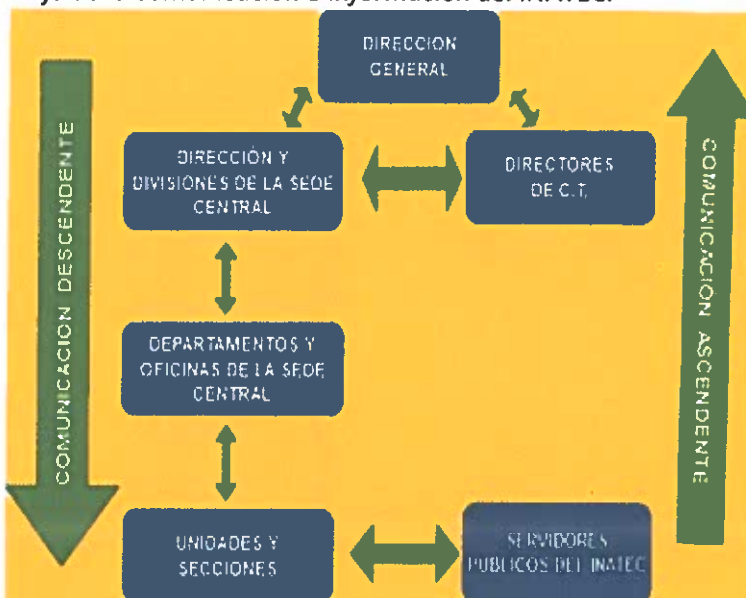 DIRECCION
GENERAL
DIRECCIÓN Y
DIVISIONES DE LA SEDE
CENTRAL
DIRECTORES
DE C.T.
COMUNICACION DESCENDENTE
COMUNICACIÓN ASCENDENTE
DEPARTAMENTOS Y
OFICINAS DE LA SEDE
CENTRAL
UNIDADES Y
SECCIONES
SERVIDORES
PUBLICOS DEL INATEC